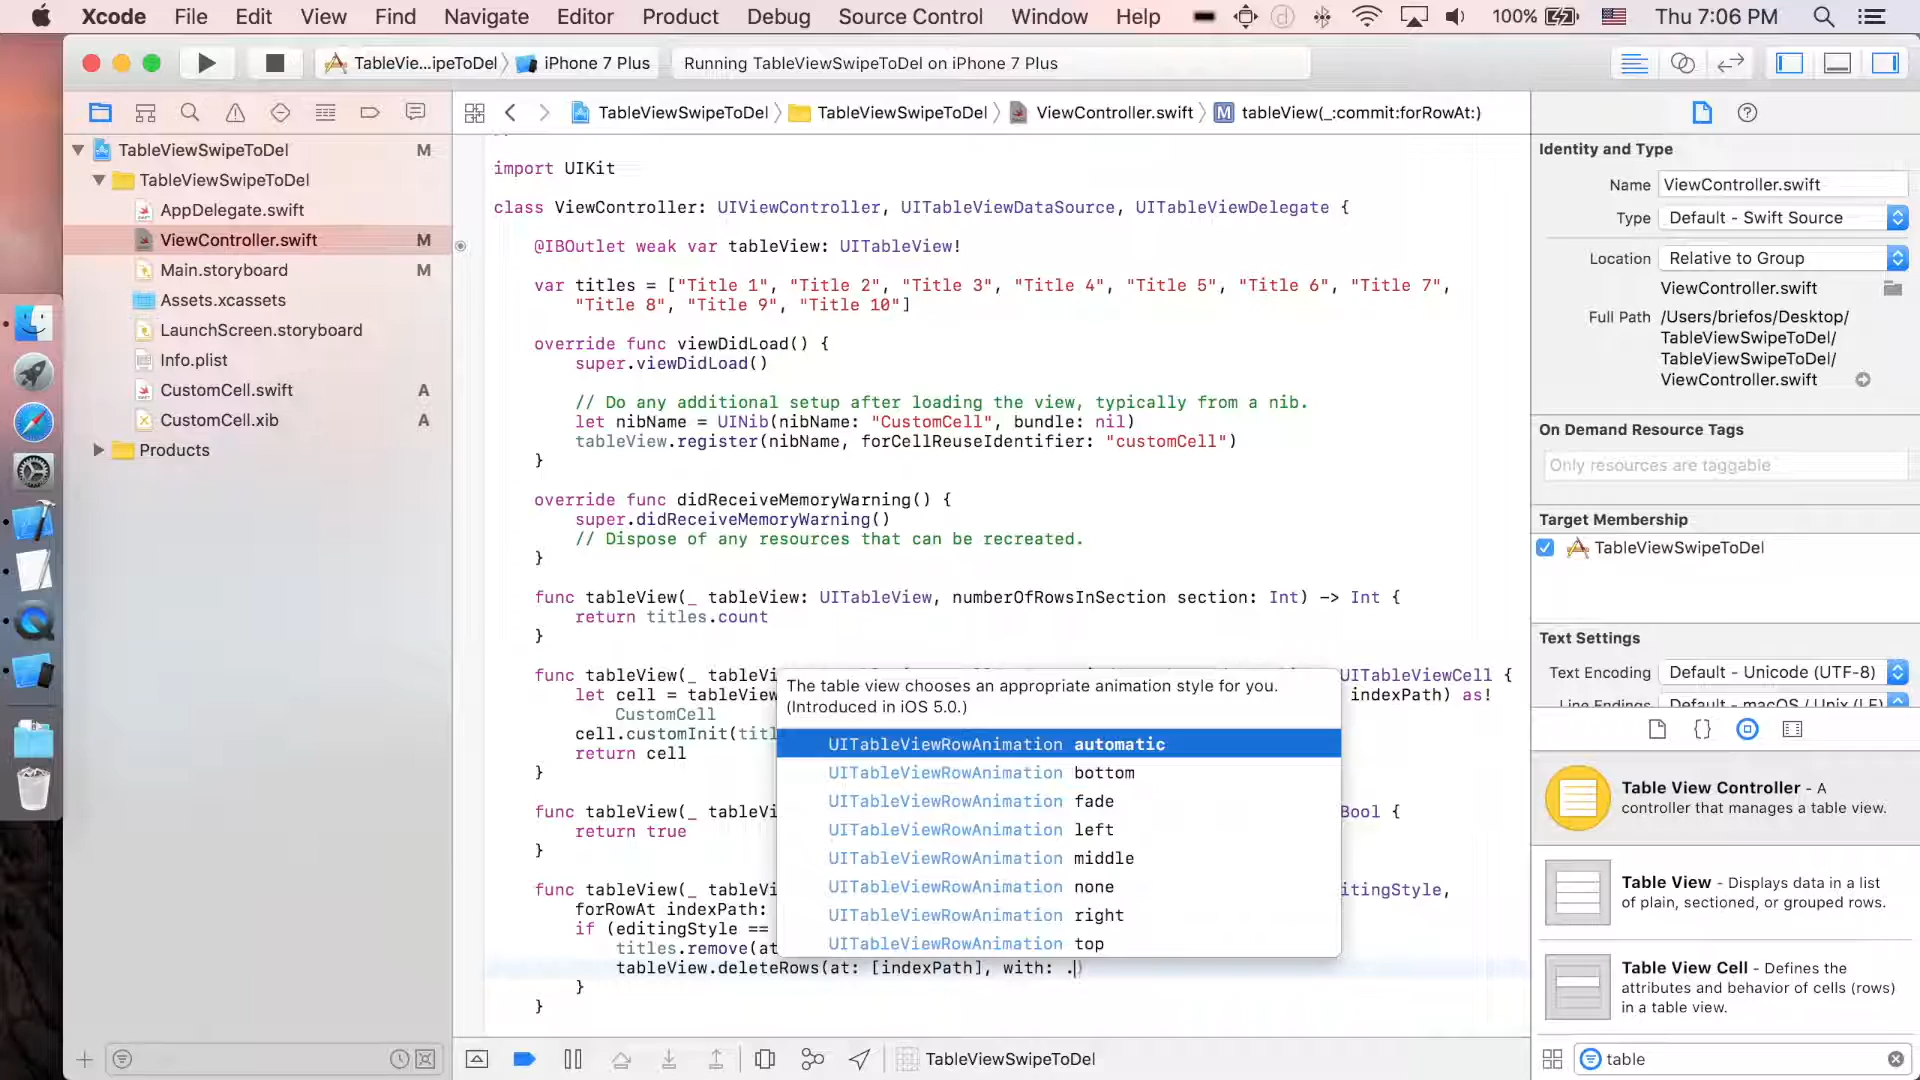 Xcode File Edit View Find Navigate Editor Product Debug Source Control Window Help 100% Thu 7:06 PM
TableVie...ipeToDel iPhone 7 Plus Running TableViewSwipeToDel on iPhone 7 Plus
TableViewSwipeToDel TableViewSwipeToDel ViewController.swift M tableView(_:commit:forRowAt:)
TableViewSwipeToDel M
TableViewSwipeToDel
AppDelegate.swift
ViewController.swift M
Main.storyboard M
Assets.xcassets
LaunchScreen.storyboard
Info.plist
CustomCell.swift A
CustomCell.xib A
Products
import UIKit
class ViewController: UIViewController, UITableViewDataSource, UITableViewDelegate {
@IBOutlet weak var tableView: UITableView!
var titles = ["Title 1", "Title 2", "Title 3", "Title 4", "Title 5", "Title 6", "Title 7",
"Title 8", "Title 9", "Title 10"]
override func viewDidLoad() {
super.viewDidLoad()
// Do any additional setup after loading the view, typically from a nib.
let nibName = UINib(nibName: "CustomCell", bundle: nil)
tableView.register(nibName, forCellReuseIdentifier: "customCell")
}
override func didReceiveMemoryWarning() {
super.didReceiveMemoryWarning()
// Dispose of any resources that can be recreated.
}
func tableView(_ tableView: UITableView, numberOfRowsInSection section: Int) -> Int {
return titles.count
}
func tableView(_ tableVi UITableViewCell {
let cell = tableView indexPath) as!
CustomCell
cell.customInit(titl
return cell
}
func tableView(_ tableVi Bool {
return true
}
func tableView(_ tableVi itingStyle,
forRowAt indexPath:
if (editingStyle ==
titles.remove(at
tableView.deleteRows(at: [indexPath], with: .)
}
}
The table view chooses an appropriate animation style for you.
(Introduced in iOS 5.0.)
UITableViewRowAnimation automatic
UITableViewRowAnimation bottom
UITableViewRowAnimation fade
UITableViewRowAnimation left
UITableViewRowAnimation middle
UITableViewRowAnimation none
UITableViewRowAnimation right
UITableViewRowAnimation top
TableViewSwipeToDel
Identity and Type
Name ViewController.swift
Type Default - Swift Source
Location Relative to Group
ViewController.swift
Full Path /Users/briefos/Desktop/
TableViewSwipeToDel/
TableViewSwipeToDel/
ViewController.swift
On Demand Resource Tags
Only resources are taggable
Target Membership
TableViewSwipeToDel
Text Settings
Text Encoding Default - Unicode (UTF-8)
Line Endings Default - macOS / Unix (LF)
Table View Controller - A
controller that manages a table view.
Table View - Displays data in a list
of plain, sectioned, or grouped rows.
Table View Cell - Defines the
attributes and behavior of cells (rows)
in a table view.
table